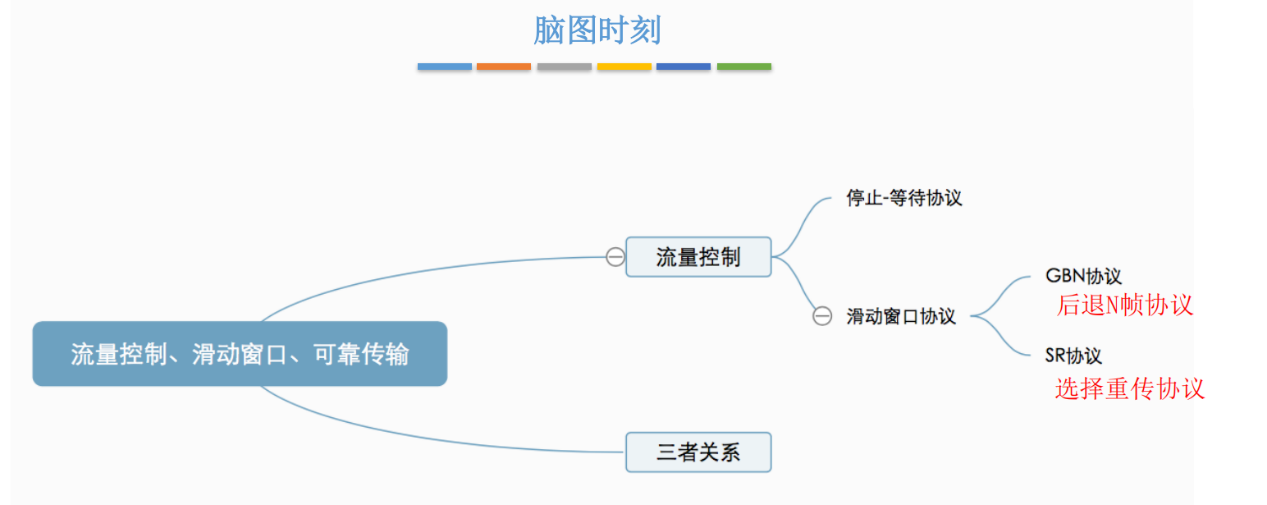 脑图时刻
停止-等待协议
流量控制
GBN协议
后退N帧协议
滑动窗口协议
流量控制、滑动窗口、可靠传输
SR协议
选择重传协议
三者关系